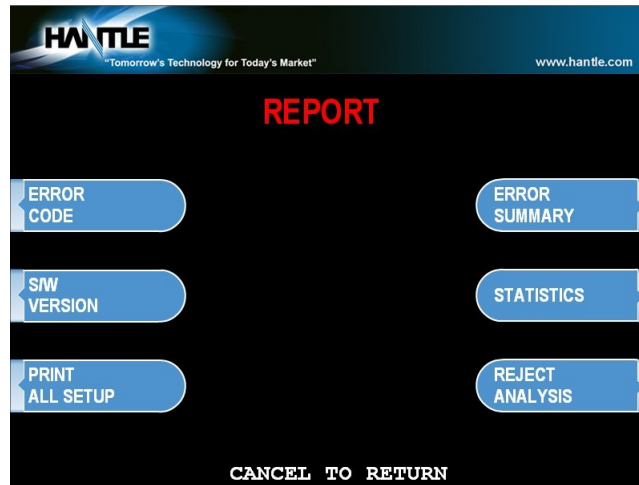 HANTLE
"Tomorrow's Technology for Today's Market"
www.hantle.com
REPORT
ERROR
CODE
ERROR
SUMMARY
S/W
VERSION
STATISTICS
PRINT
ALL SETUP
REJECT
ANALYSIS
CANCEL TO RETURN